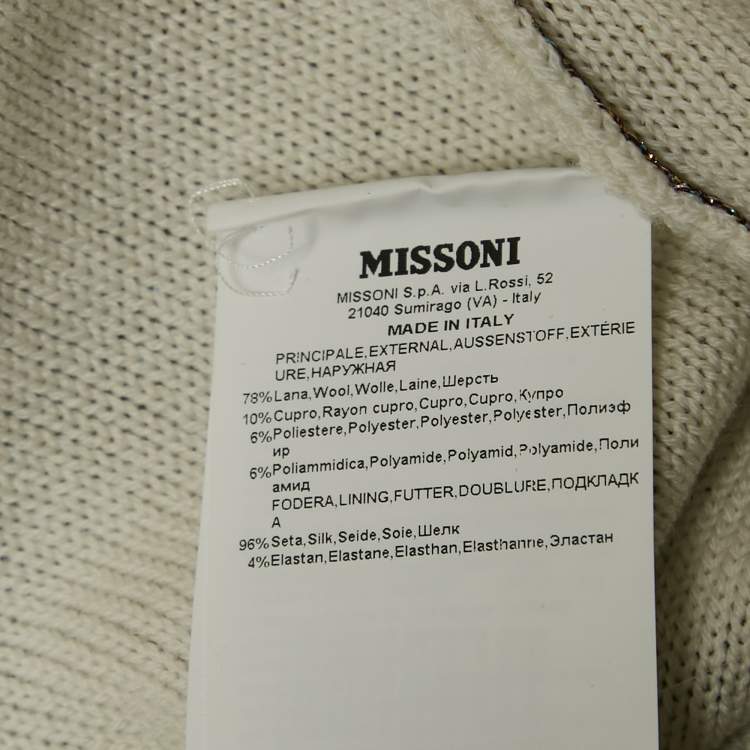 MISSONI
MISSONI S.p.A. via L.Rossi, 52
21040 Sumirago (VA) - Italy
MADE IN ITALY
PRINCIPALE,EXTERNAL,AUSSENSTOFF,EXTÉRIE
URE,НАРУЖНАЯ
78% Lana,Wool,Wolle,Laine,Шерсть
10% Cupro,Rayon cupro,Cupro,Cupro,Купро
6% Poliestere,Polyester,Polyester,Polyester,Полиэф
ир
6% Poliammidica,Polyamide,Polyamid,Polyamide,Поли
амид
FODERA,LINING,FUTTER,DOUBLURE,ПОДКЛАДК
А
96% Seta,Silk,Seide,Soie,Шелк
4% Elastan,Elastane,Elasthan,Elasthanne,Эластан